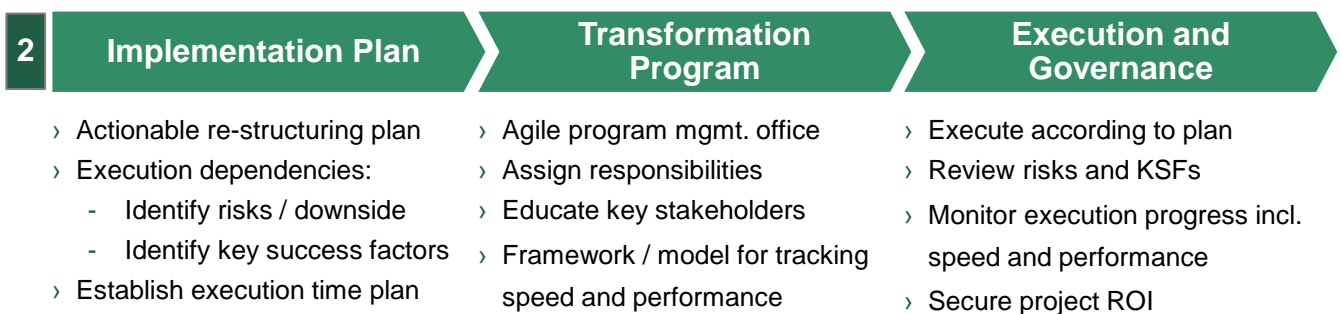 2
Implementation Plan
› Actionable re-structuring plan
› Execution dependencies:
- Identify risks / downside
- Identify key success factors
› Establish execution time plan
Transformation
Program
› Agile program mgmt. office
› Assign responsibilities
› Educate key stakeholders
› Framework / model for tracking
speed and performance
Execution and
Governance
› Execute according to plan
› Review risks and KSFs
› Monitor execution progress incl.
speed and performance
› Secure project ROI